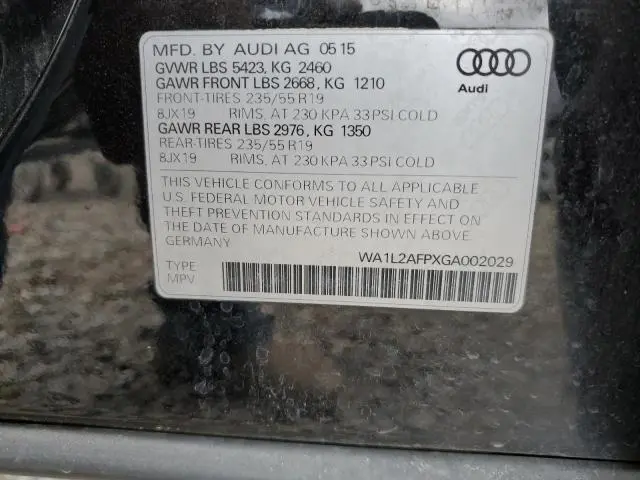 MFD. BY AUDI AG 05 15
GVWR LBS 5423, KG 2460
GAWR FRONT LBS 2668, KG 1210
FRONT-TIRES 235/55 R19
8JX19 RIMS, AT 230 KPA 33 PSI COLD
GAWR REAR LBS 2976, KG 1350
REAR-TIRES 235/55 R19
8JX19 RIMS, AT 230 KPA 33 PSI COLD
Audi
THIS VEHICLE CONFORMS TO ALL APPLICABLE
U.S. FEDERAL MOTOR VEHICLE SAFETY AND
THEFT PREVENTION STANDARDS IN EFFECT ON
THE DATE OF MANUFACTURE SHOWN ABOVE.
GERMANY
WA1L2AFPXGA002029
TYPE
MPV